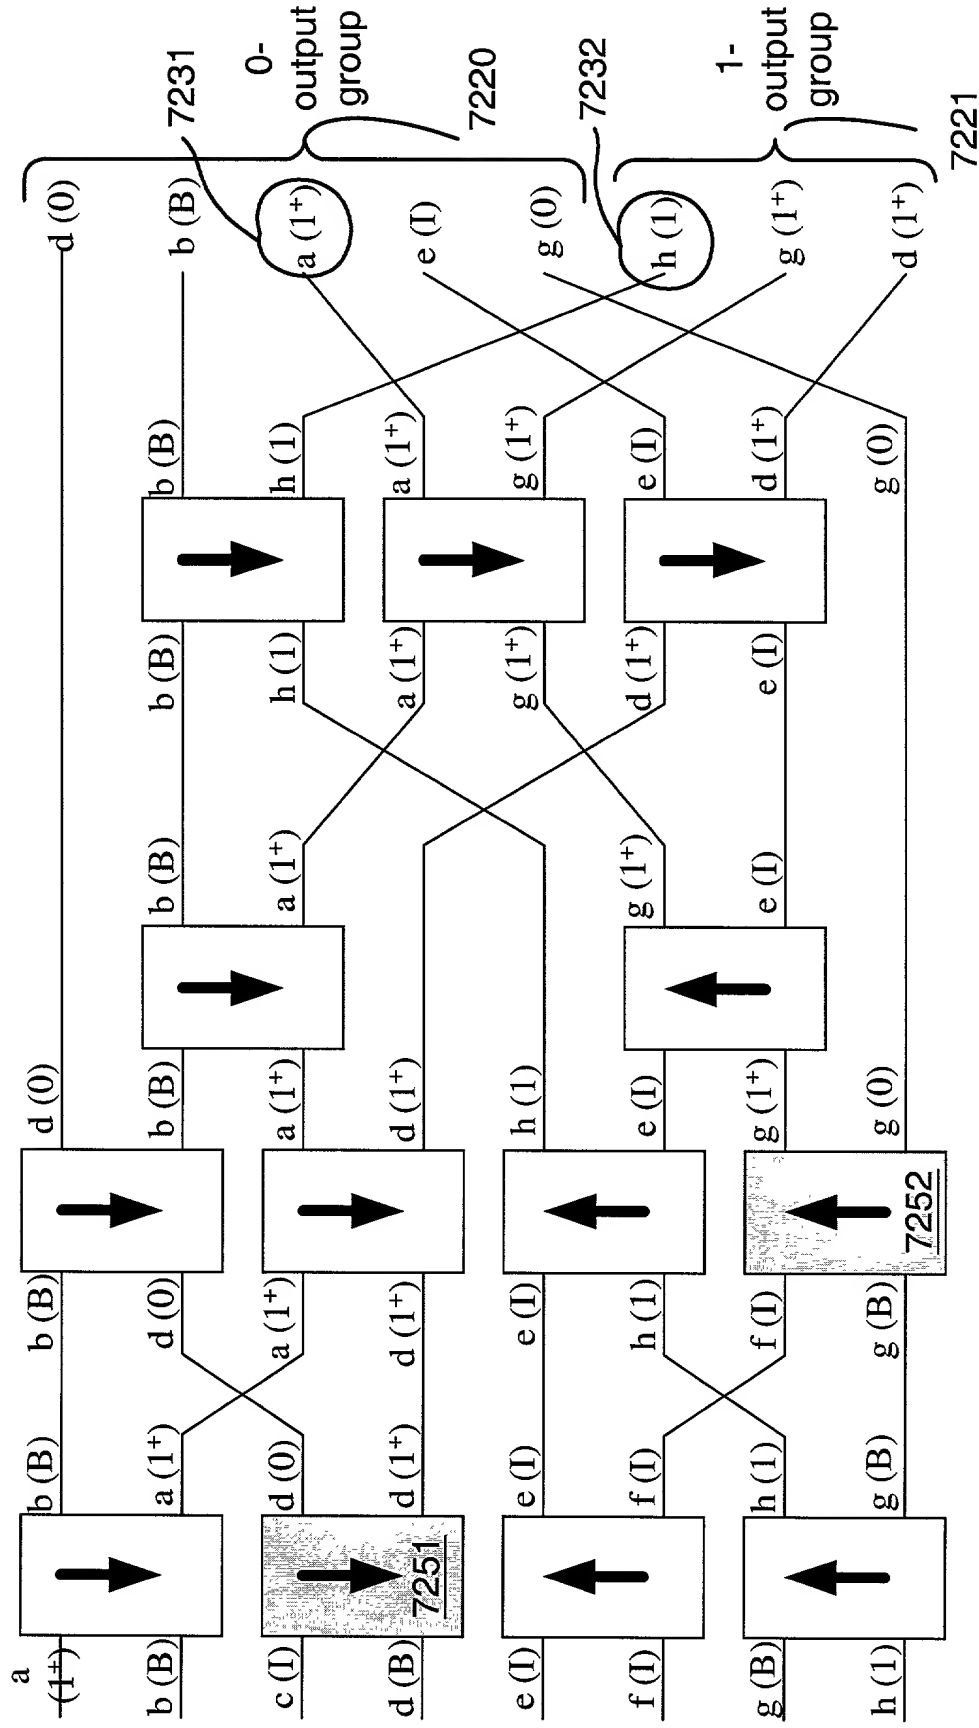 a
(1⁺)
b (B)
c (I)
d (B)
e (I)
f (I)
g (B)
h (1)
7251
b (B)
a (1⁺)
d (0)
d (1⁺)
e (I)
f (I)
h (1)
g (B)
b (B)
d (0)
a (1⁺)
d (1⁺)
e (I)
h (1)
f (I)
g (B)
7252
d (0)
b (B)
a (1⁺)
d (1⁺)
h (1)
e (I)
g (1⁺)
g (0)
b (B)
a (1⁺)
g (1⁺)
e (I)
b (B)
h (1)
a (1⁺)
g (1⁺)
d (1⁺)
e (I)
b (B)
h (1)
a (1⁺)
g (1⁺)
e (I)
d (1⁺)
g (0)
d (0)
b (B)
a (1⁺)
e (I)
g (0)
h (1)
g (1⁺)
d (1⁺)
7231
0-
output
group
7220
7232
1-
output
group
7221